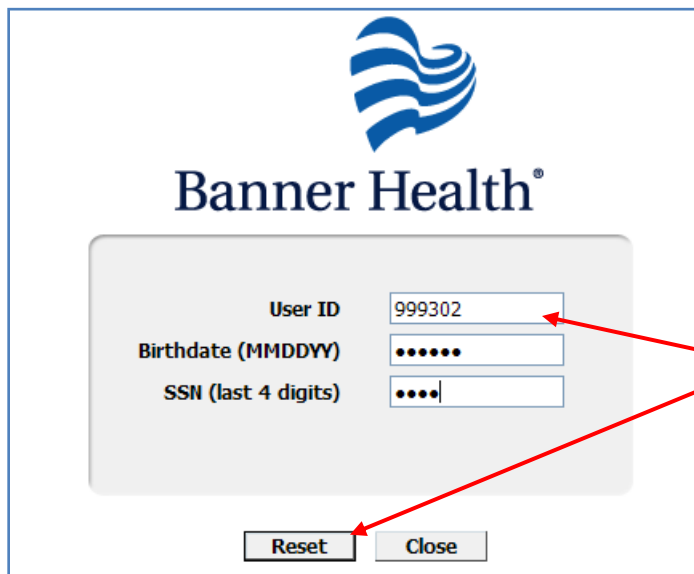 Banner Health®
User ID 999302
Birthdate (MMDDYY) ••••••
SSN (last 4 digits) ••••
Reset Close